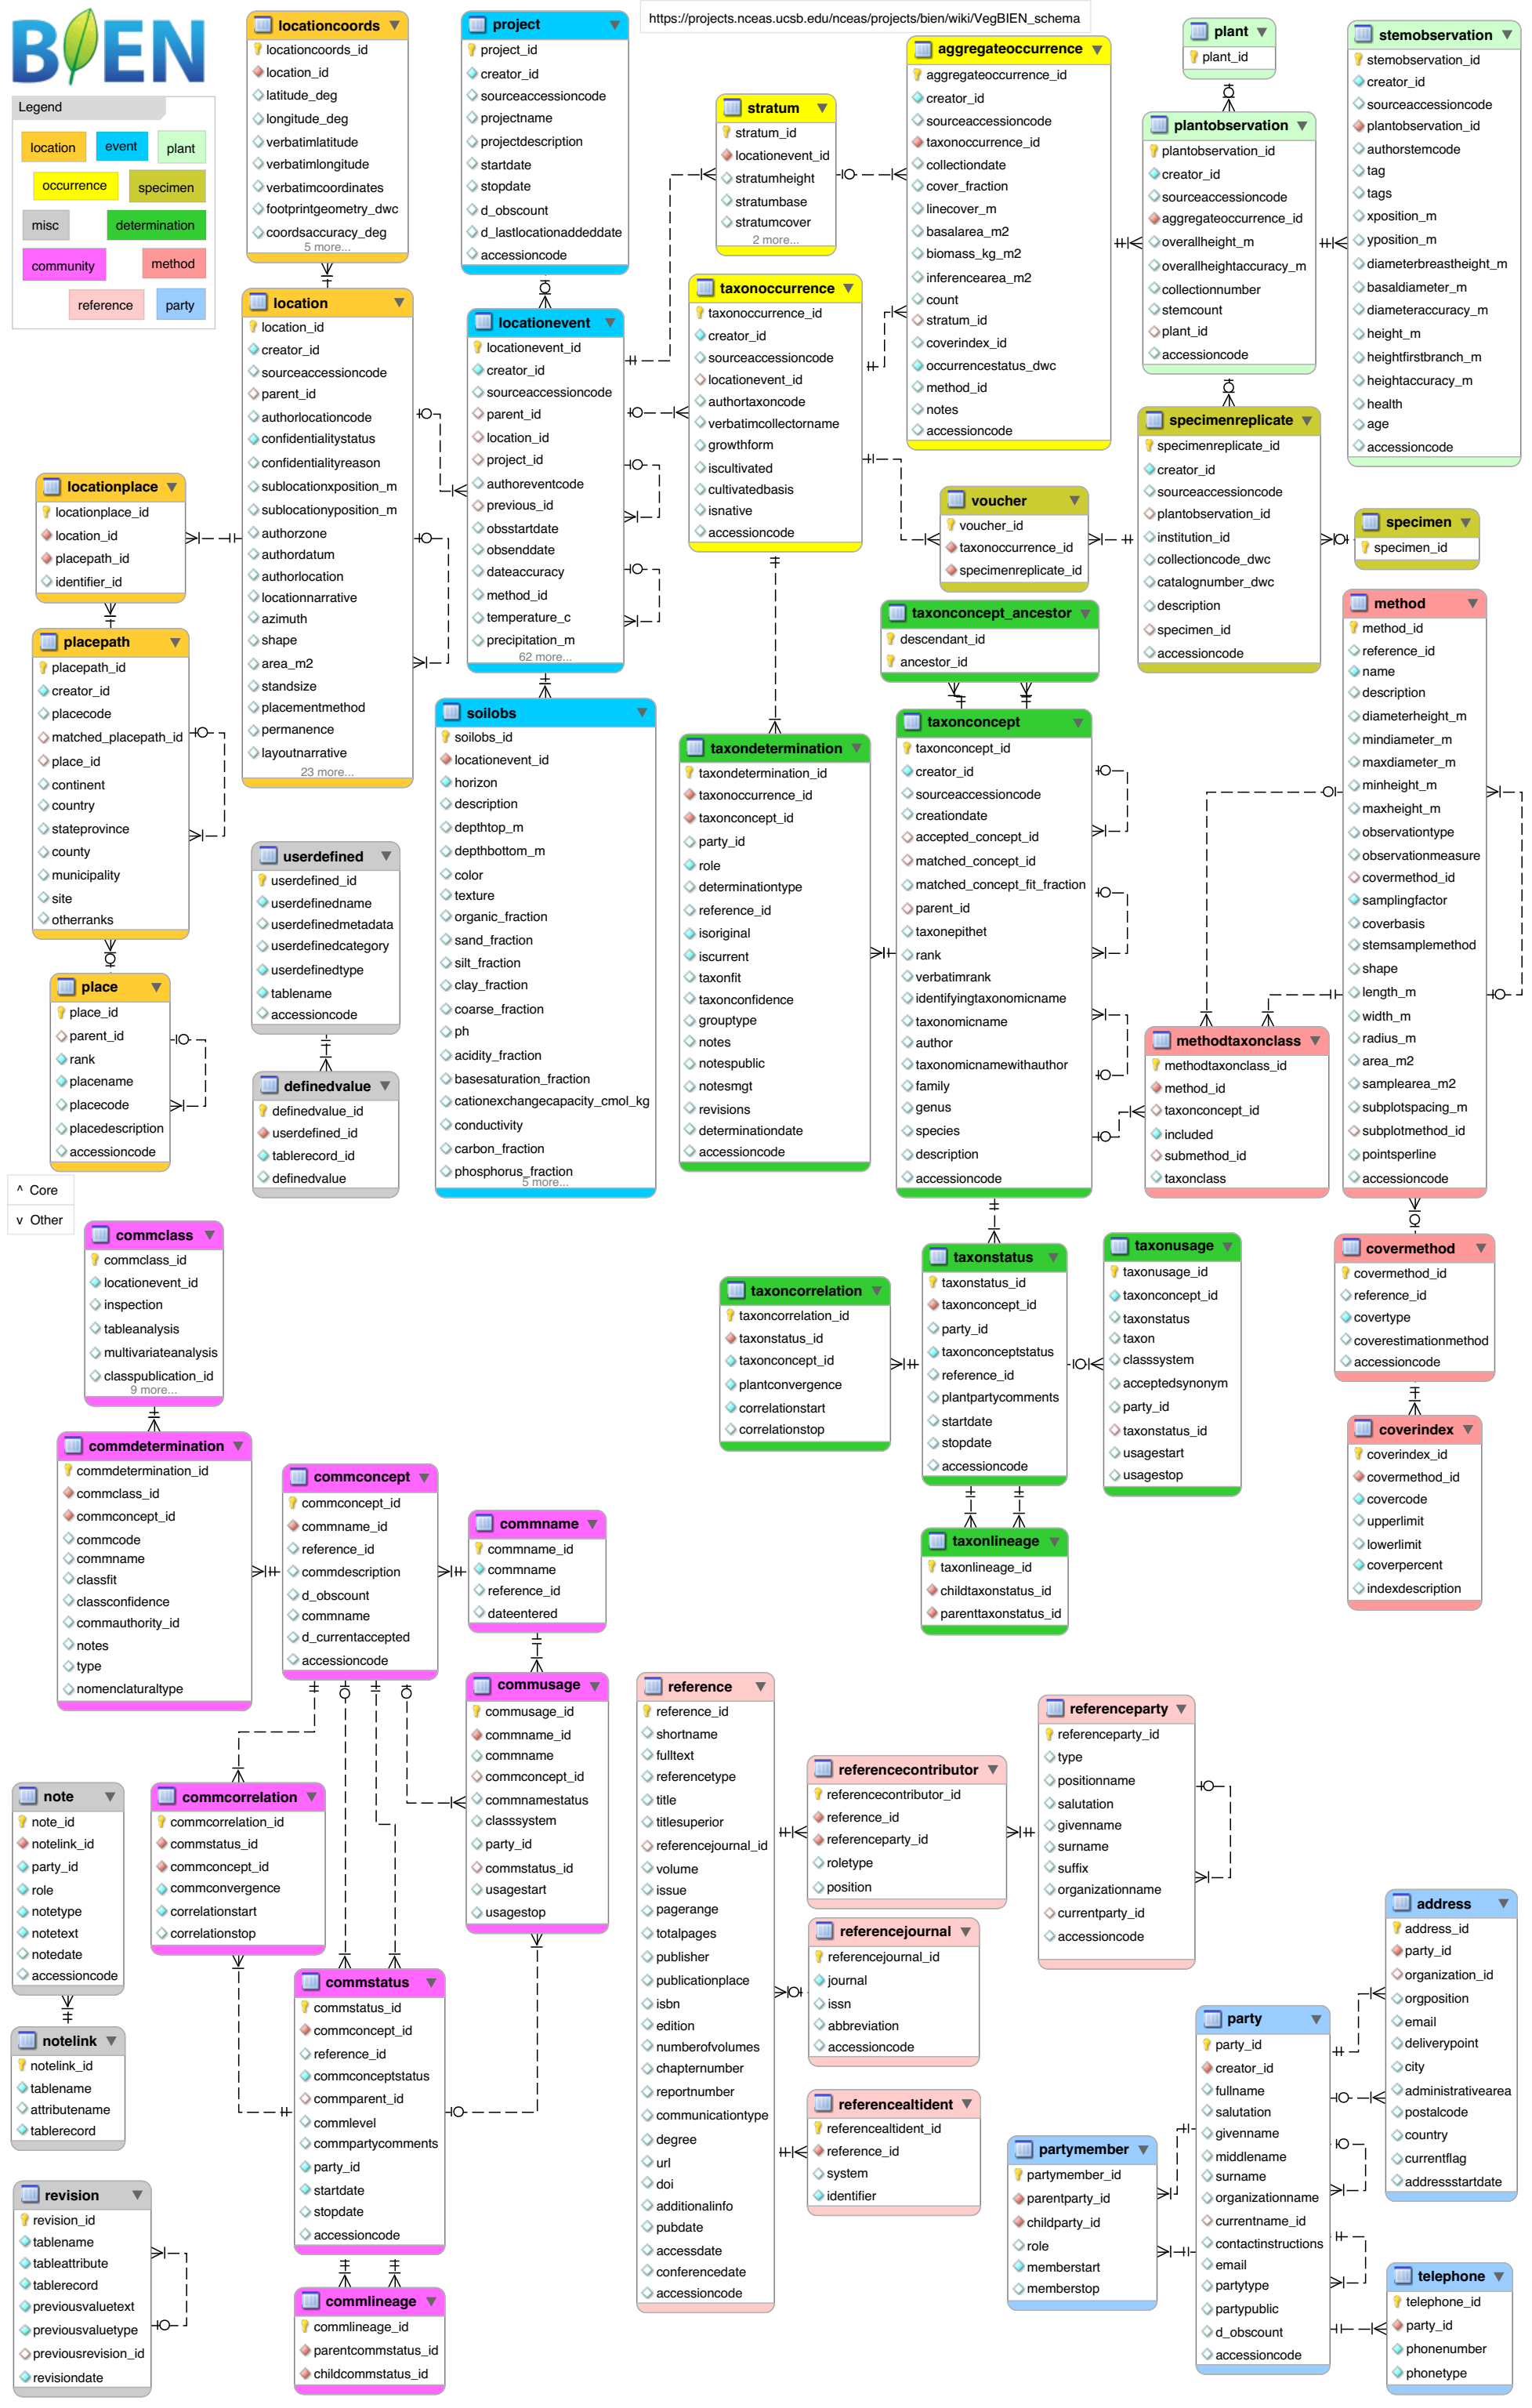 BIEN
Legend
location
event
plant
occurrence
specimen
misc
determination
community
method
reference
party
https://projects.nceas.ucsb.edu/nceas/projects/bien/wiki/VegBIEN_schema
locationcoords
locationcoords_id
location_id
latitude_deg
longitude_deg
verbatimlatitude
verbatimlongitude
verbatimcoordinates
footprintgeometry_dwc
coordsaccuracy_deg
5 more...
project
project_id
creator_id
sourceaccessioncode
projectname
projectdescription
startdate
stopdate
d_obscount
d_lastlocationaddeddate
accessioncode
stratum
stratum_id
locationevent_id
stratumheight
stratumbase
stratumcover
2 more...
aggregateoccurrence
aggregateoccurrence_id
creator_id
sourceaccessioncode
taxonoccurrence_id
collectiondate
cover_fraction
linecover_m
basalarea_m2
biomass_kg_m2
inferencearea_m2
count
stratum_id
coverindex_id
occurrencestatus_dwc
method_id
notes
accessioncode
plant
plant_id
plantobservation
plantobservation_id
creator_id
sourceaccessioncode
aggregateoccurrence_id
overallheight_m
overallheightaccuracy_m
collectionnumber
stemcount
plant_id
accessioncode
stemobservation
stemobservation_id
creator_id
sourceaccessioncode
plantobservation_id
authorstemcode
tag
tags
xposition_m
yposition_m
diameterbreastheight_m
basaldiameter_m
diameteraccuracy_m
height_m
heightfirstbranch_m
heightaccuracy_m
health
age
accessioncode
location
location_id
creator_id
sourceaccessioncode
parent_id
authorlocationcode
confidentialitystatus
confidentialityreason
sublocationxposition_m
sublocationyposition_m
authorzone
authordatum
authorlocation
locationnarrative
azimuth
shape
area_m2
standsize
placementmethod
permanence
layoutnarrative
23 more...
locationevent
locationevent_id
creator_id
sourceaccessioncode
parent_id
location_id
project_id
authoreventcode
previous_id
obsstartdate
obsenddate
dateaccuracy
method_id
temperature_c
precipitation_m
62 more...
taxonoccurrence
taxonoccurrence_id
creator_id
sourceaccessioncode
locationevent_id
authortaxoncode
verbatimcollectorname
growthform
iscultivated
cultivatedbasis
isnative
accessioncode
specimenreplicate
specimenreplicate_id
creator_id
sourceaccessioncode
plantobservation_id
institution_id
collectioncode_dwc
catalognumber_dwc
description
specimen_id
accessioncode
voucher
voucher_id
taxonoccurrence_id
specimenreplicate_id
specimen
specimen_id
locationplace
locationplace_id
location_id
placepath_id
identifier_id
placepath
placepath_id
creator_id
placecode
matched_placepath_id
place_id
continent
country
stateprovince
county
municipality
site
otherranks
place
place_id
parent_id
rank
placename
placecode
placedescription
accessioncode
userdefined
userdefined_id
userdefinedname
userdefinedmetadata
userdefinedcategory
userdefinedtype
tablename
accessioncode
definedvalue
definedvalue_id
userdefined_id
tablerecord_id
definedvalue
soilobs
soilobs_id
locationevent_id
horizon
description
depthtop_m
depthbottom_m
color
texture
organic_fraction
sand_fraction
silt_fraction
clay_fraction
coarse_fraction
ph
acidity_fraction
basesaturation_fraction
cationexchangecapacity_cmol_kg
conductivity
carbon_fraction
phosphorus_fraction
5 more...
taxondetermination
taxondetermination_id
taxonoccurrence_id
taxonconcept_id
party_id
role
determinationtype
reference_id
isoriginal
iscurrent
taxonfit
taxonconfidence
grouptype
notes
notespublic
notesmgt
revisions
determinationdate
accessioncode
taxonconcept_ancestor
descendant_id
ancestor_id
taxonconcept
taxonconcept_id
creator_id
sourceaccessioncode
creationdate
accepted_concept_id
matched_concept_id
matched_concept_fit_fraction
parent_id
taxonepithet
rank
verbatimrank
identifyingtaxonomicname
taxonomicname
author
taxonomicnamewithauthor
family
genus
species
description
accessioncode
method
method_id
reference_id
name
description
diameterheight_m
mindiameter_m
maxdiameter_m
minheight_m
maxheight_m
observationtype
observationmeasure
covermethod_id
samplingfactor
coverbasis
stemsamplemethod
shape
length_m
width_m
radius_m
area_m2
samplearea_m2
subplotspacing_m
subplotmethod_id
pointsperline
accessioncode
methodtaxonclass
methodtaxonclass_id
method_id
taxonconcept_id
included
submethod_id
taxonclass
^ Core
v Other
commclass
commclass_id
locationevent_id
inspection
tableanalysis
multivariateanalysis
classpublication_id
9 more...
taxoncorrelation
taxoncorrelation_id
taxonstatus_id
taxonconcept_id
plantconvergence
correlationstart
correlationstop
taxonstatus
taxonstatus_id
taxonconcept_id
party_id
taxonconceptstatus
reference_id
plantpartycomments
startdate
stopdate
accessioncode
taxonusage
taxonusage_id
taxonconcept_id
taxonstatus
taxon
classsystem
acceptedsynonym
party_id
taxonstatus_id
usagestart
usagestop
covermethod
covermethod_id
reference_id
covertype
coverestimationmethod
accessioncode
coverindex
coverindex_id
covermethod_id
covercode
upperlimit
lowerlimit
coverpercent
indexdescription
taxonlineage
taxonlineage_id
childtaxonstatus_id
parenttaxonstatus_id
commdetermination
commdetermination_id
commclass_id
commconcept_id
commcode
commname
classfit
classconfidence
commauthority_id
notes
type
nomenclaturaltype
commconcept
commconcept_id
commname_id
reference_id
commdescription
d_obscount
commname
d_currentaccepted
accessioncode
commname
commname_id
commname
reference_id
dateentered
commusage
commusage_id
commname_id
commname
commconcept_id
commnamestatus
classsystem
party_id
commstatus_id
usagestart
usagestop
note
note_id
notelink_id
party_id
role
notetype
notetext
notedate
accessioncode
commcorrelation
commcorrelation_id
commstatus_id
commconcept_id
commconvergence
correlationstart
correlationstop
notelink
notelink_id
tablename
attributename
tablerecord
commstatus
commstatus_id
commconcept_id
reference_id
commconceptstatus
commparent_id
commlevel
commpartycomments
party_id
startdate
stopdate
accessioncode
revision
revision_id
tablename
tableattribute
tablerecord
previousvaluetext
previousvaluetype
previousrevision_id
revisiondate
commlineage
commlineage_id
parentcommstatus_id
childcommstatus_id
reference
reference_id
shortname
fulltext
referencetype
title
titlesuperior
referencejournal_id
volume
issue
pagerange
totalpages
publisher
publicationplace
isbn
edition
numberofvolumes
chapternumber
reportnumber
communicationtype
degree
url
doi
additionalinfo
pubdate
accessdate
conferencedate
accessioncode
referencecontributor
referencecontributor_id
reference_id
referenceparty_id
roletype
position
referenceparty
referenceparty_id
type
positionname
salutation
givenname
surname
suffix
organizationname
currentparty_id
accessioncode
referencejournal
referencejournal_id
journal
issn
abbreviation
accessioncode
referencealtident
referencealtident_id
reference_id
system
identifier
address
address_id
party_id
organization_id
orgposition
email
deliverypoint
city
administrativearea
postalcode
country
currentflag
addressstartdate
party
party_id
creator_id
fullname
salutation
givenname
middlename
surname
organizationname
currentname_id
contactinstructions
email
partytype
partypublic
d_obscount
accessioncode
partymember
partymember_id
parentparty_id
childparty_id
role
memberstart
memberstop
telephone
telephone_id
party_id
phonenumber
phonetype